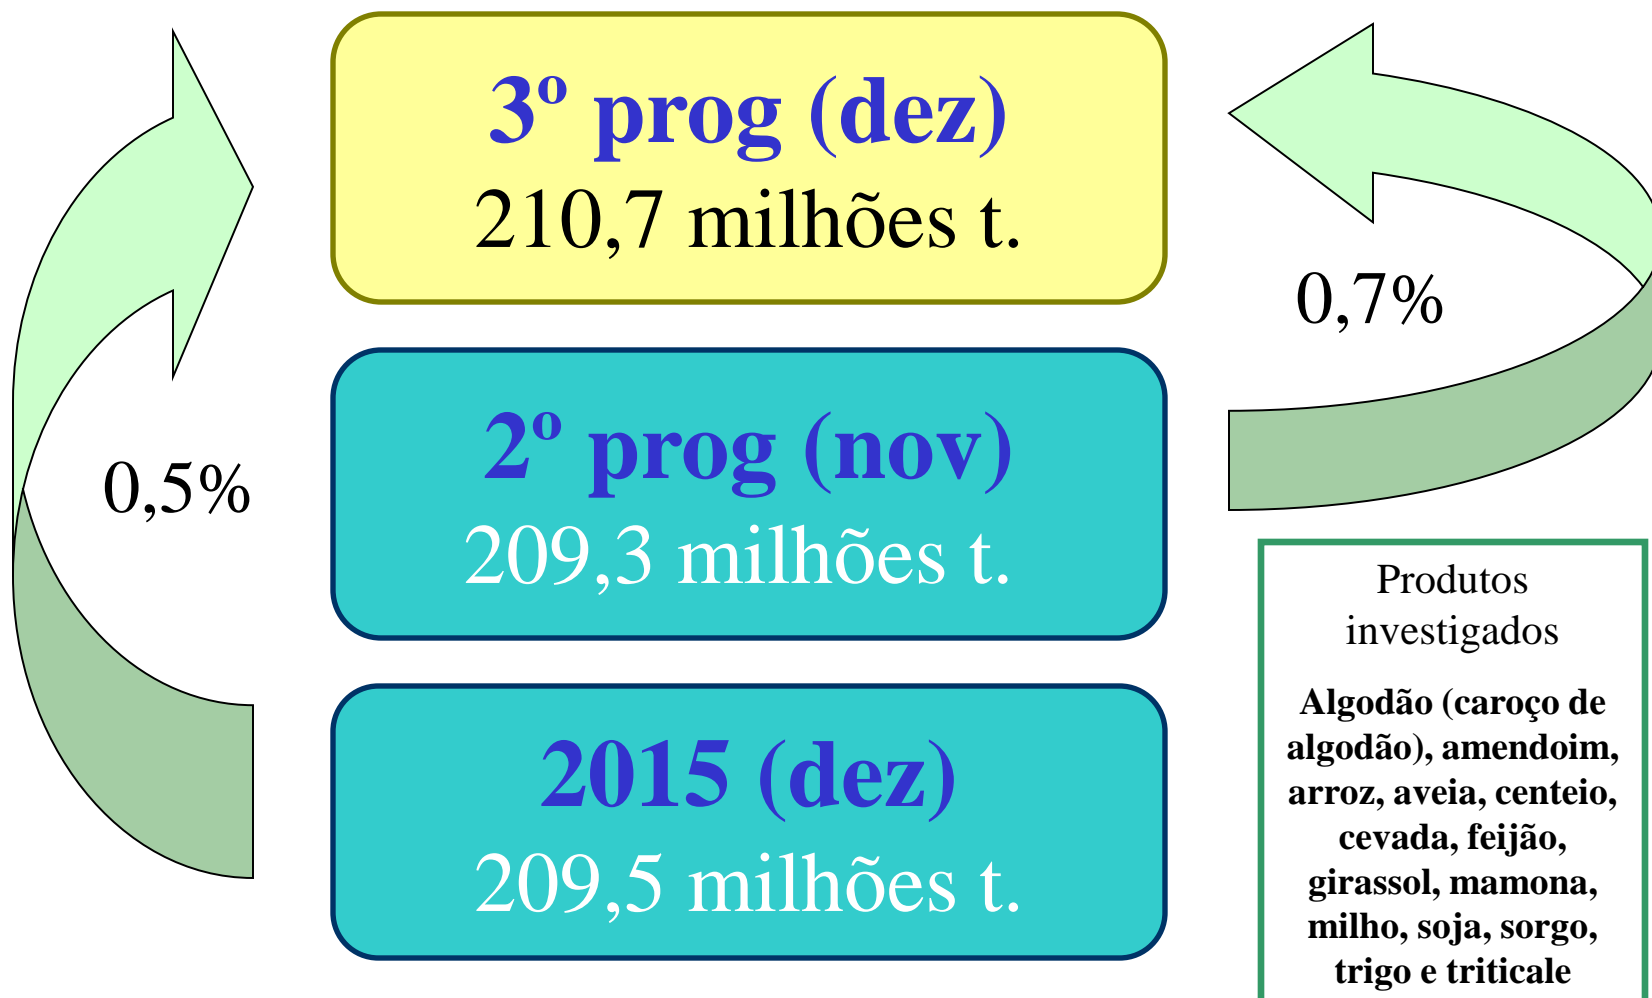 3º prog (dez)
210,7 milhões t.
0,7%
2º prog (nov)
209,3 milhões t.
0,5%
2015 (dez)
209,5 milhões t.
Produtos
investigados
Algodão (caroço de
algodão), amendoim,
arroz, aveia, centeio,
cevada, feijão,
girassol, mamona,
milho, soja, sorgo,
trigo e triticale